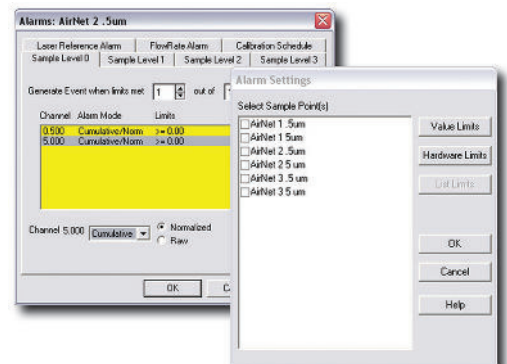 Alarms: AirNet 2 .5um
Laser Reference Alarm FlowRate Alarm Calibration Schedule
Sample Level 0 Sample Level 1 Sample Level 2 Sample Level 3
Generate Event when limits met 1 out of
Channel Alarm Mode Limits
0.500 Cumulative/Norm >= 0.00
5.000 Cumulative/Norm >= 0.00
Channel 5.000 Cumulative Normalized
Raw
OK
Alarm Settings
Select Sample Point(s)
AirNet 1 .5um
AirNet 1 5um
AirNet 2 .5um
AirNet 2 5 um
AirNet 3 .5 um
AirNet 3 5 um
Value Limits
Hardware Limits
List Limits
OK
Cancel
Help